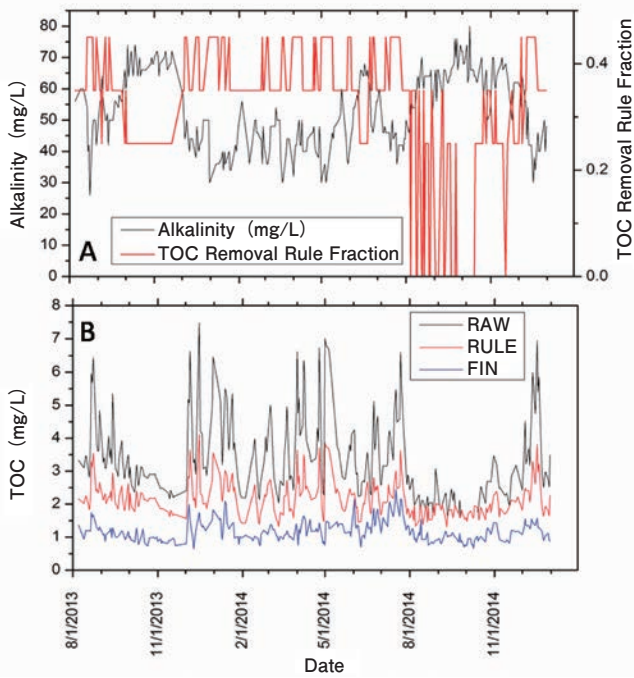 80
70
60
50
40
30
20
10
0
Alkalinity (mg/L)
0.4
0.2
0.0
TOC Removal Rule Fraction
A
Alkalinity (mg/L)
TOC Removal Rule Fraction
8
7
6
5
4
3
2
1
0
TOC (mg/L)
B
RAW
RULE
FIN
8/1/2013
11/1/2013
2/1/2014
5/1/2014
8/1/2014
11/1/2014
Date